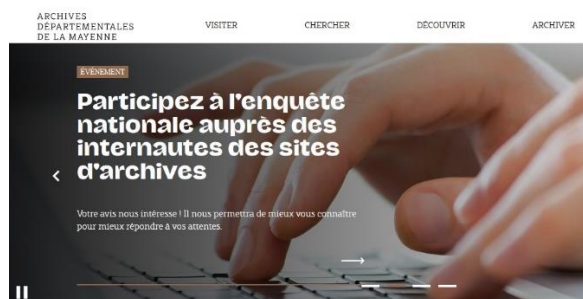 ARCHIVES
DÉPARTEMENTALES
DE LA MAYENNE
VISITER
CHERCHER
DÉCOUVRIR
ARCHIVER
ÉVÉNEMENT
Participez à l'enquête
nationale auprès des
internautes des sites
d'archives
Votre avis nous intéresse ! Il nous permettra de mieux vous connaître
pour mieux répondre à vos attentes.